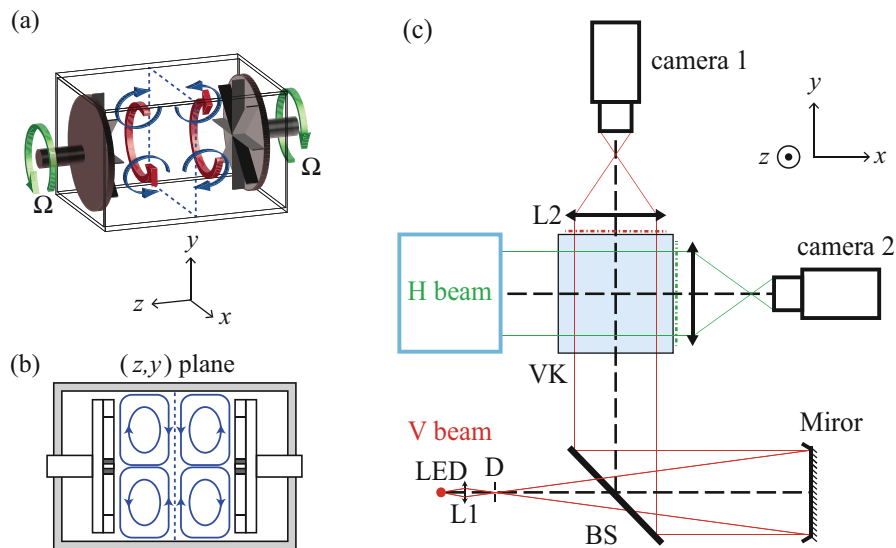 (a)
Ω
Ω
y
z
x
(b)
(z,y) plane
(c)
camera 1
y
z
x
L2
camera 2
H beam
VK
V beam
Miror
LED
D
L1
BS